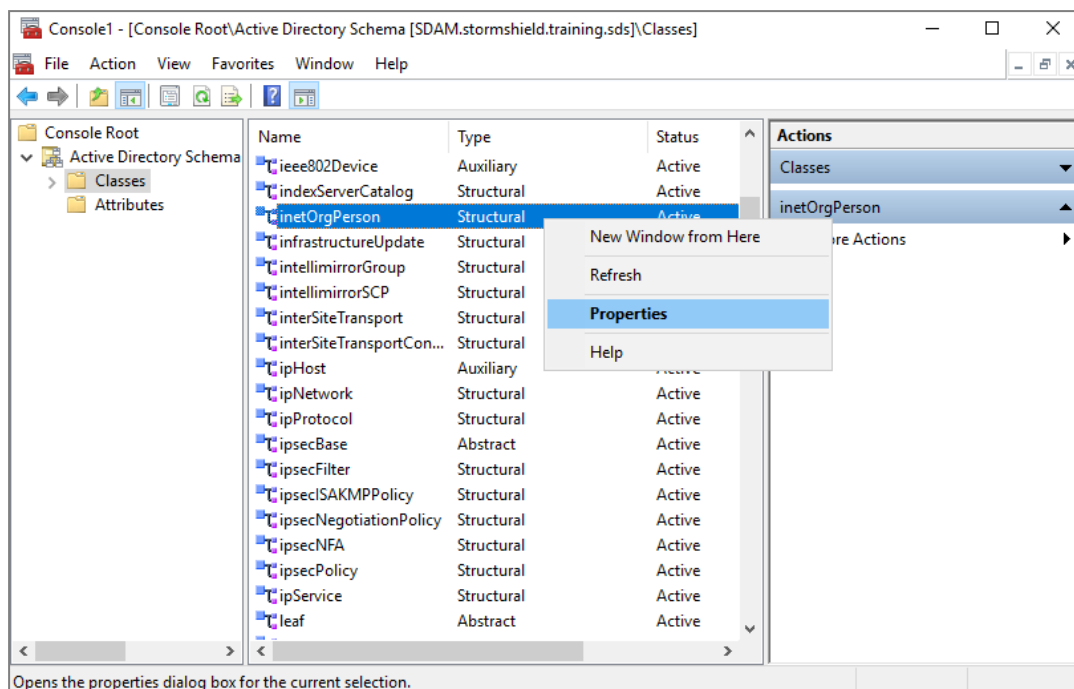 Console1 - [Console Root\Active Directory Schema [SDAM.stormshield.training.sds]\Classes]
File Action View Favorites Window Help
Console Root
Active Directory Schema
Classes
Attributes
Name Type Status
ieee802Device Auxiliary Active
indexServerCatalog Structural Active
inetOrgPerson Structural Active
infrastructureUpdate Structural
intellimirrorGroup Structural
intellimirrorSCP Structural
interSiteTransport Structural
interSiteTransportCon... Structural
ipHost Auxiliary Active
ipNetwork Structural Active
ipProtocol Structural Active
ipsecBase Abstract Active
ipsecFilter Structural Active
ipsecISAKMPPolicy Structural Active
ipsecNegotiationPolicy Structural Active
ipsecNFA Structural Active
ipsecPolicy Structural Active
ipService Structural Active
leaf Abstract Active
New Window from Here
Refresh
Properties
Help
Actions
Classes
inetOrgPerson
re Actions
Opens the properties dialog box for the current selection.